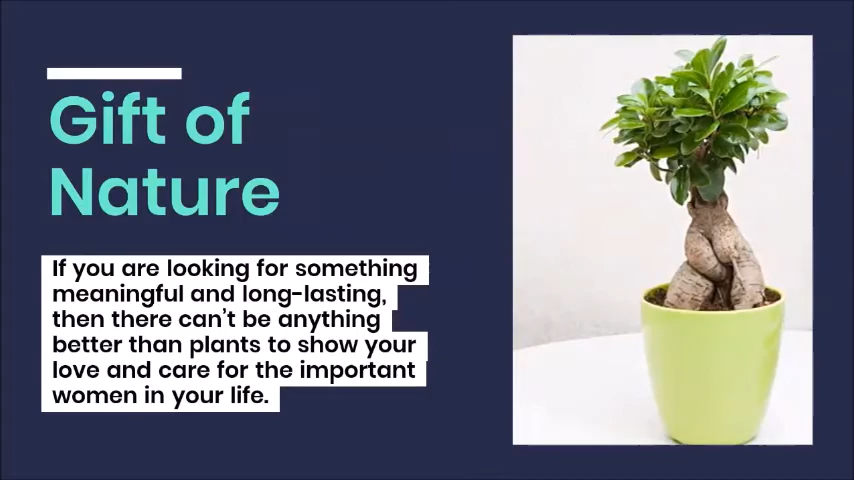 Gift of
Nature
If you are looking for something
meaningful and long-lasting,
then there can't be anything
better than plants to show your
love and care for the important
women in your life.